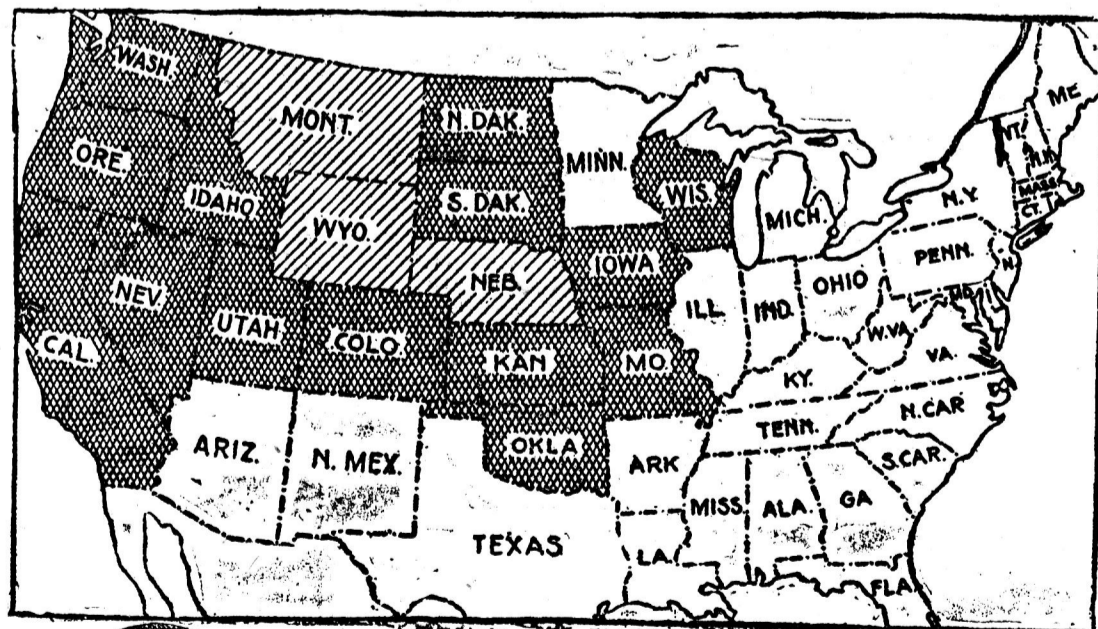 WASH.
MONT.
N. DAK.
MINN.
ME
VT.
N.H.
ORE.
IDAHO
S. DAK.
WIS.
MICH.
N.Y.
MASS.
CT.
WYO.
NEB.
IOWA
PENN.
N.
NEV.
UTAH
COLO.
KAN
MO.
ILL.
IND.
OHIO
MD.
W.VA
VA.
CAL.
KY.
N.CAR
TENN.
ARIZ.
N. MEX.
OKLA
ARK
S.CAR.
MISS.
ALA.
GA
TEXAS
LA.
FLA.